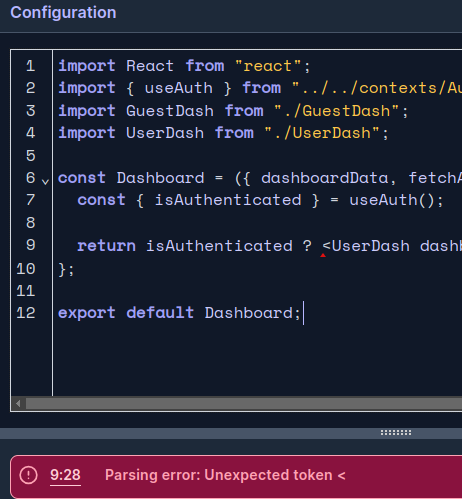 Configuration
1 import React from "react";
2 import { useAuth } from "../../contexts/Au
3 import GuestDash from "./GuestDash";
4 import UserDash from "./UserDash";
5
6 const Dashboard = ({ dashboardData, fetchA
7 const { isAuthenticated } = useAuth();
8
9 return isAuthenticated ? <UserDash dashb
10 };
11
12 export default Dashboard;
9:28 Parsing error: Unexpected token <